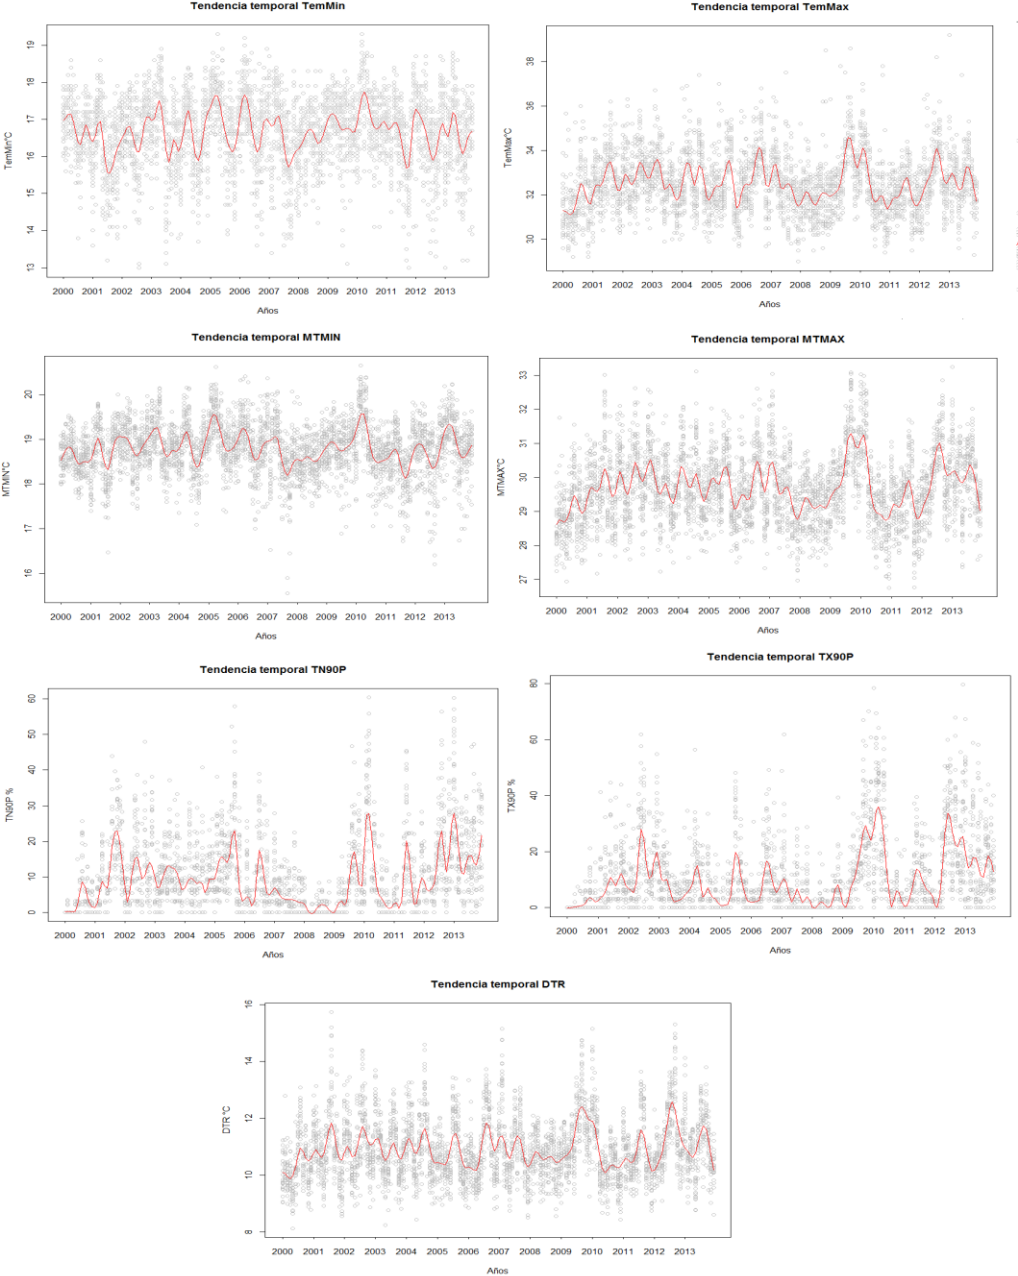 Tendencia temporal TemMin
TemMin°C
13 14 15 16 17 18 19
2000 2001 2002 2003 2004 2005 2006 2007 2008 2009 2010 2011 2012 2013
Años
Tendencia temporal TemMax
TemMax°C
30 32 34 36 38
2000 2001 2002 2003 2004 2005 2006 2007 2008 2009 2010 2011 2012 2013
Años
Tendencia temporal MTMIN
MTMIN°C
16 17 18 19 20
2000 2001 2002 2003 2004 2005 2006 2007 2008 2009 2010 2011 2012 2013
Años
Tendencia temporal MTMAX
MTMAX°C
27 28 29 30 31 32 33
2000 2001 2002 2003 2004 2005 2006 2007 2008 2009 2010 2011 2012 2013
Años
Tendencia temporal TN90P
TN90P %
0 10 20 30 40 50 60
2000 2001 2002 2003 2004 2005 2006 2007 2008 2009 2010 2011 2012 2013
Años
Tendencia temporal TX90P
TX90P %
0 20 40 60 80
2000 2001 2002 2003 2004 2005 2006 2007 2008 2009 2010 2011 2012 2013
Años
Tendencia temporal DTR
DTR °C
8 10 12 14 16
2000 2001 2002 2003 2004 2005 2006 2007 2008 2009 2010 2011 2012 2013
Años